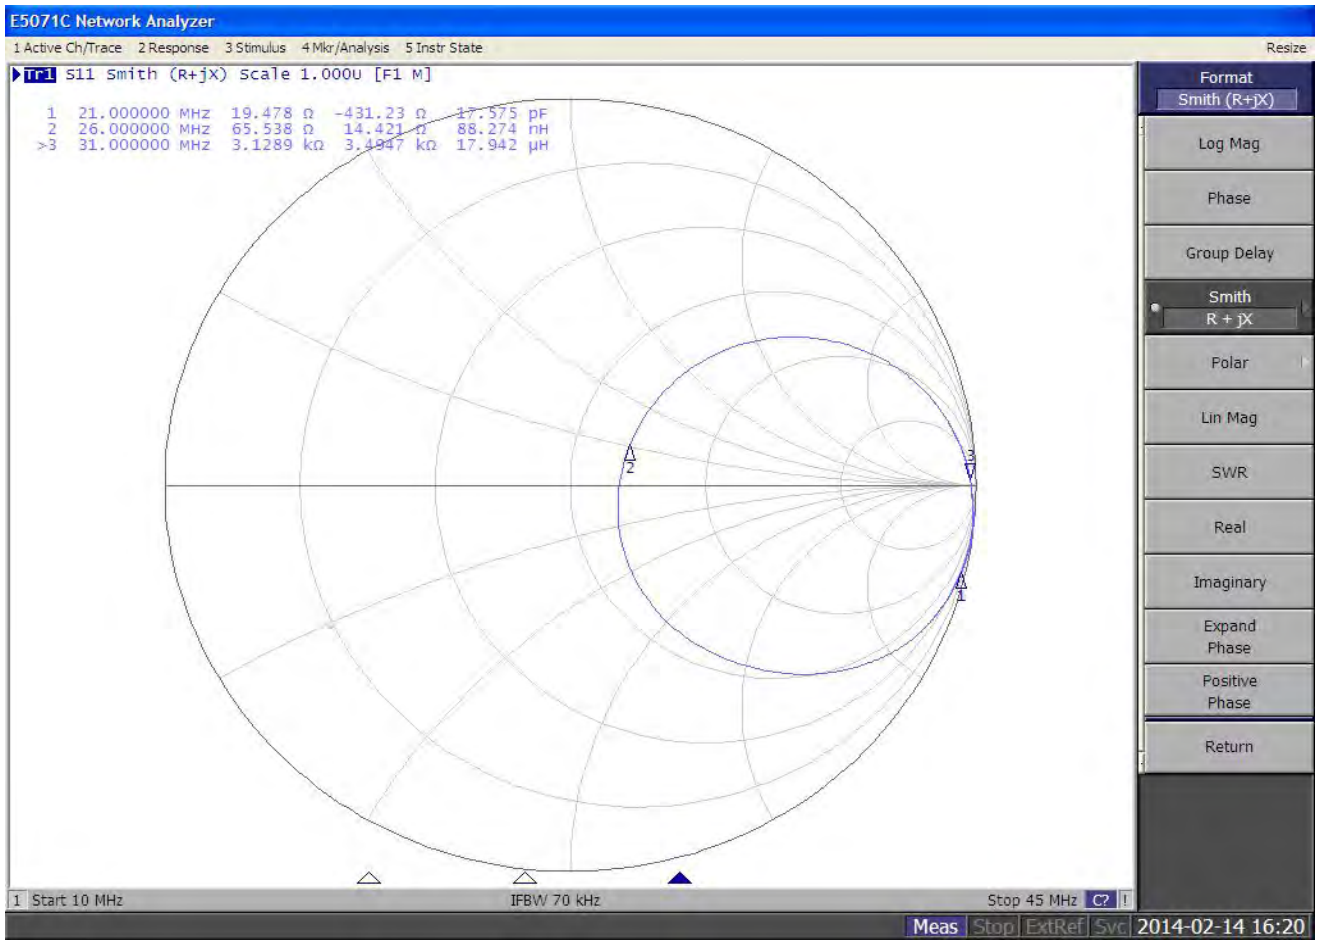 E5071C Network Analyzer
1 Active Ch/Trace 2 Response 3 Stimulus 4 Mkr/Analysis 5 Instr State Resize
Tr1 S11 Smith (R+jX) Scale 1.000U [F1 M]
1 21.000000 MHz 19.478 Ω -431.23 Ω 17.575 pF
2 26.000000 MHz 65.538 Ω 14.421 Ω 88.274 nH
>3 31.000000 MHz 3.1289 kΩ 3.4947 kΩ 17.942 µH
2
3
1
Format
Smith (R+jX)
Log Mag
Phase
Group Delay
Smith
R + jX
Polar
Lin Mag
SWR
Real
Imaginary
Expand
Phase
Positive
Phase
Return
1 Start 10 MHz IFBW 70 kHz Stop 45 MHz C? !
Meas Stop ExtRef Svc 2014-02-14 16:20